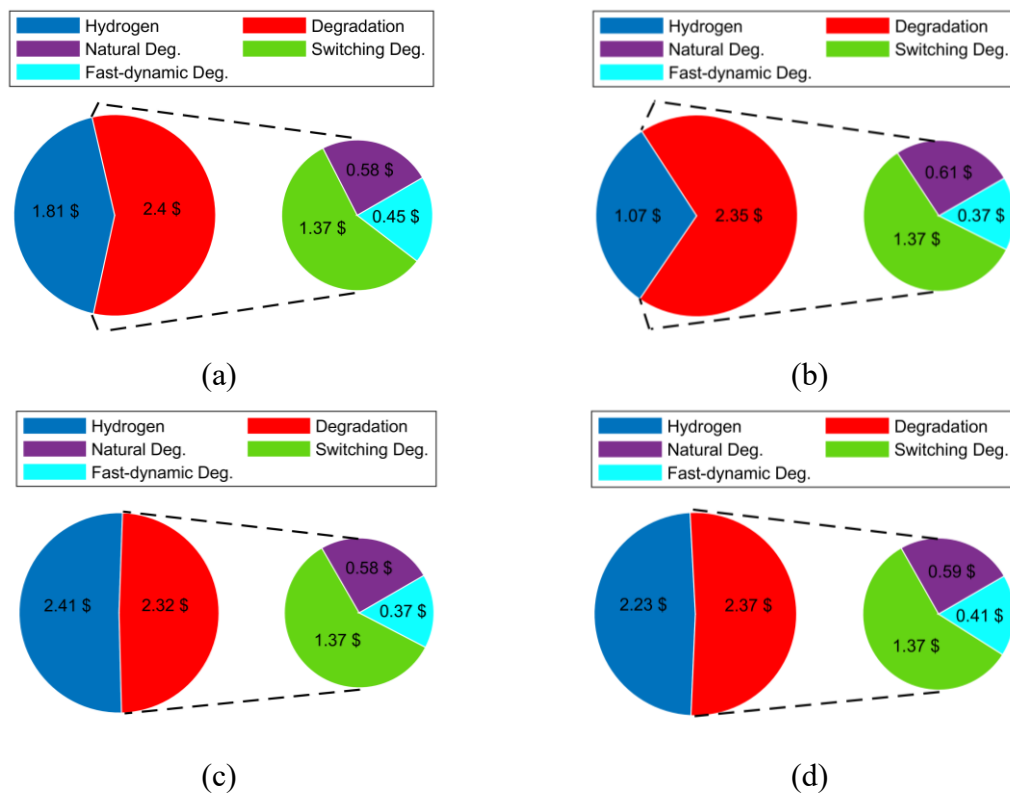 Hydrogen Degradation
Natural Deg. Switching Deg.
Fast-dynamic Deg.
1.81 $ 2.4 $
0.58 $
0.45 $
1.37 $
(a)
Hydrogen Degradation
Natural Deg. Switching Deg.
Fast-dynamic Deg.
1.07 $ 2.35 $
0.61 $
0.37 $
1.37 $
(b)
Hydrogen Degradation
Natural Deg. Switching Deg.
Fast-dynamic Deg.
2.41 $ 2.32 $
0.58 $
0.37 $
1.37 $
(c)
Hydrogen Degradation
Natural Deg. Switching Deg.
Fast-dynamic Deg.
2.23 $ 2.37 $
0.59 $
0.41 $
1.37 $
(d)